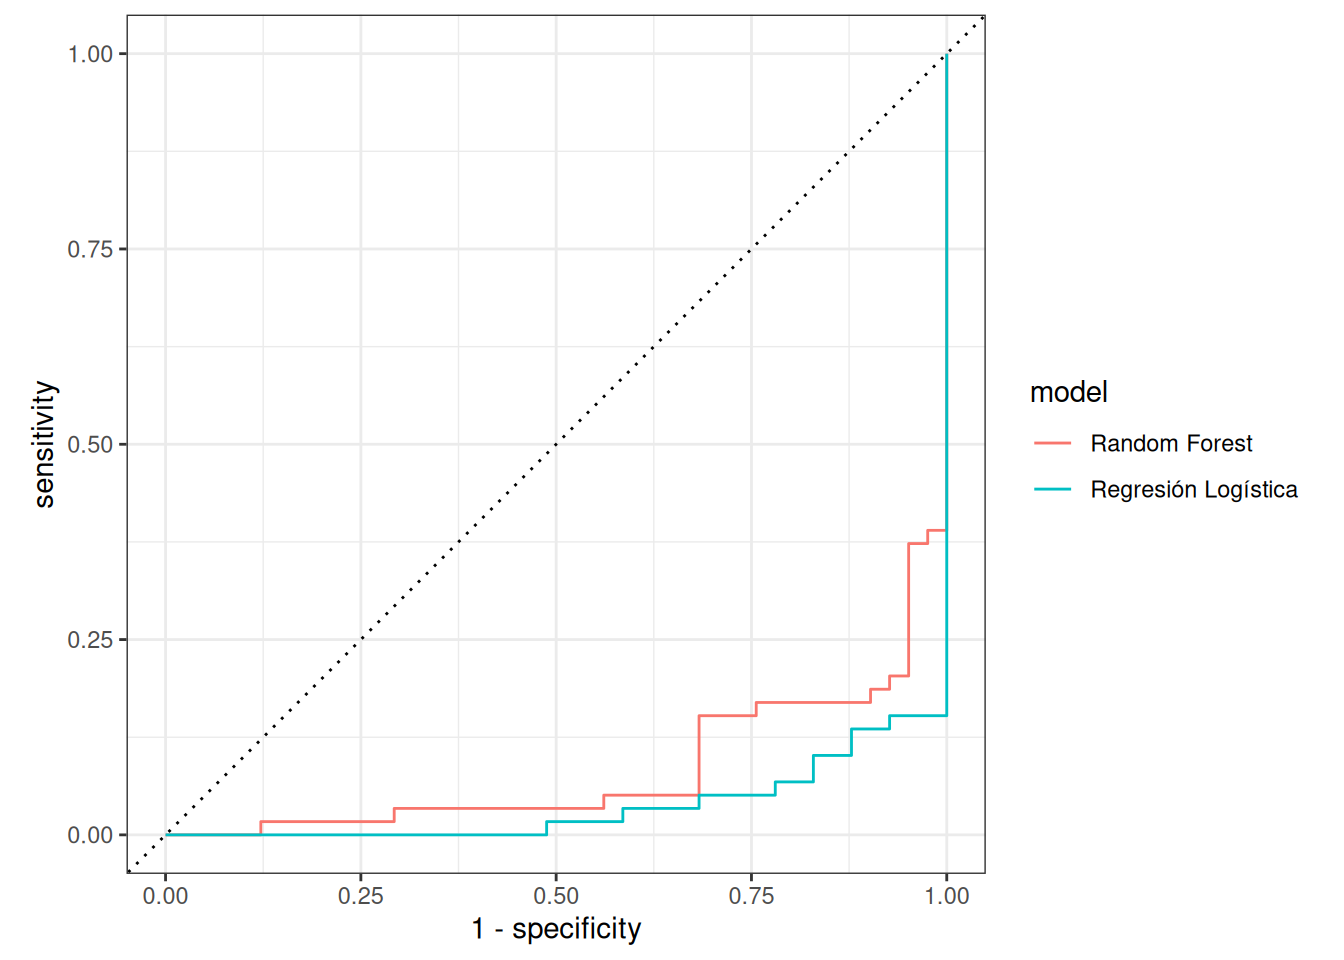 1.00
0.75
0.50
0.25
0.00
sensitivity
0.00 0.25 0.50 0.75 1.00
1 - specificity
model
Random Forest
Regresión Logística